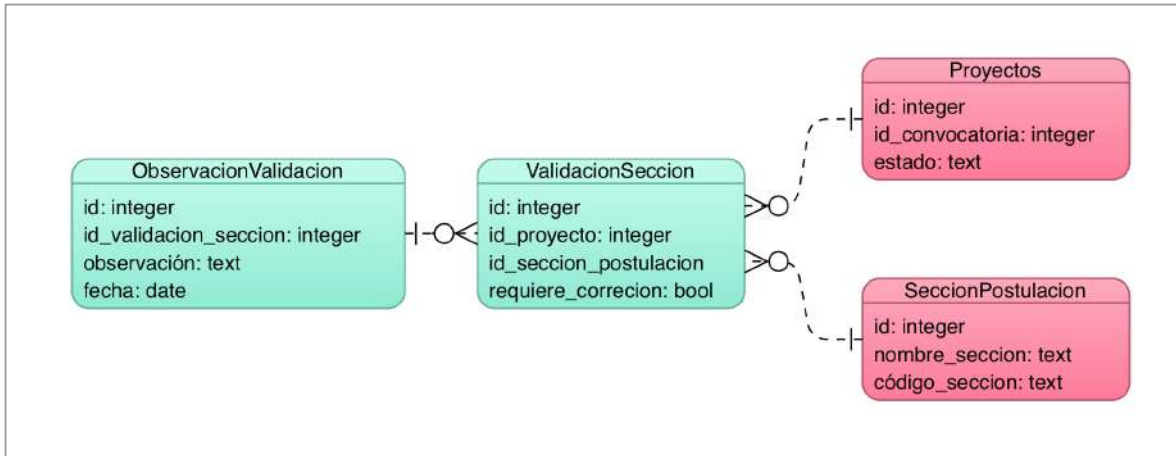 Proyectos
id: integer
id_convocatoria: integer
estado: text
ObservacionValidacion
id: integer
id_validacion_seccion: integer
observación: text
fecha: date
ValidacionSeccion
id: integer
id_proyecto: integer
id_seccion_postulacion
requiere_correcion: bool
SeccionPostulacion
id: integer
nombre_seccion: text
código_seccion: text